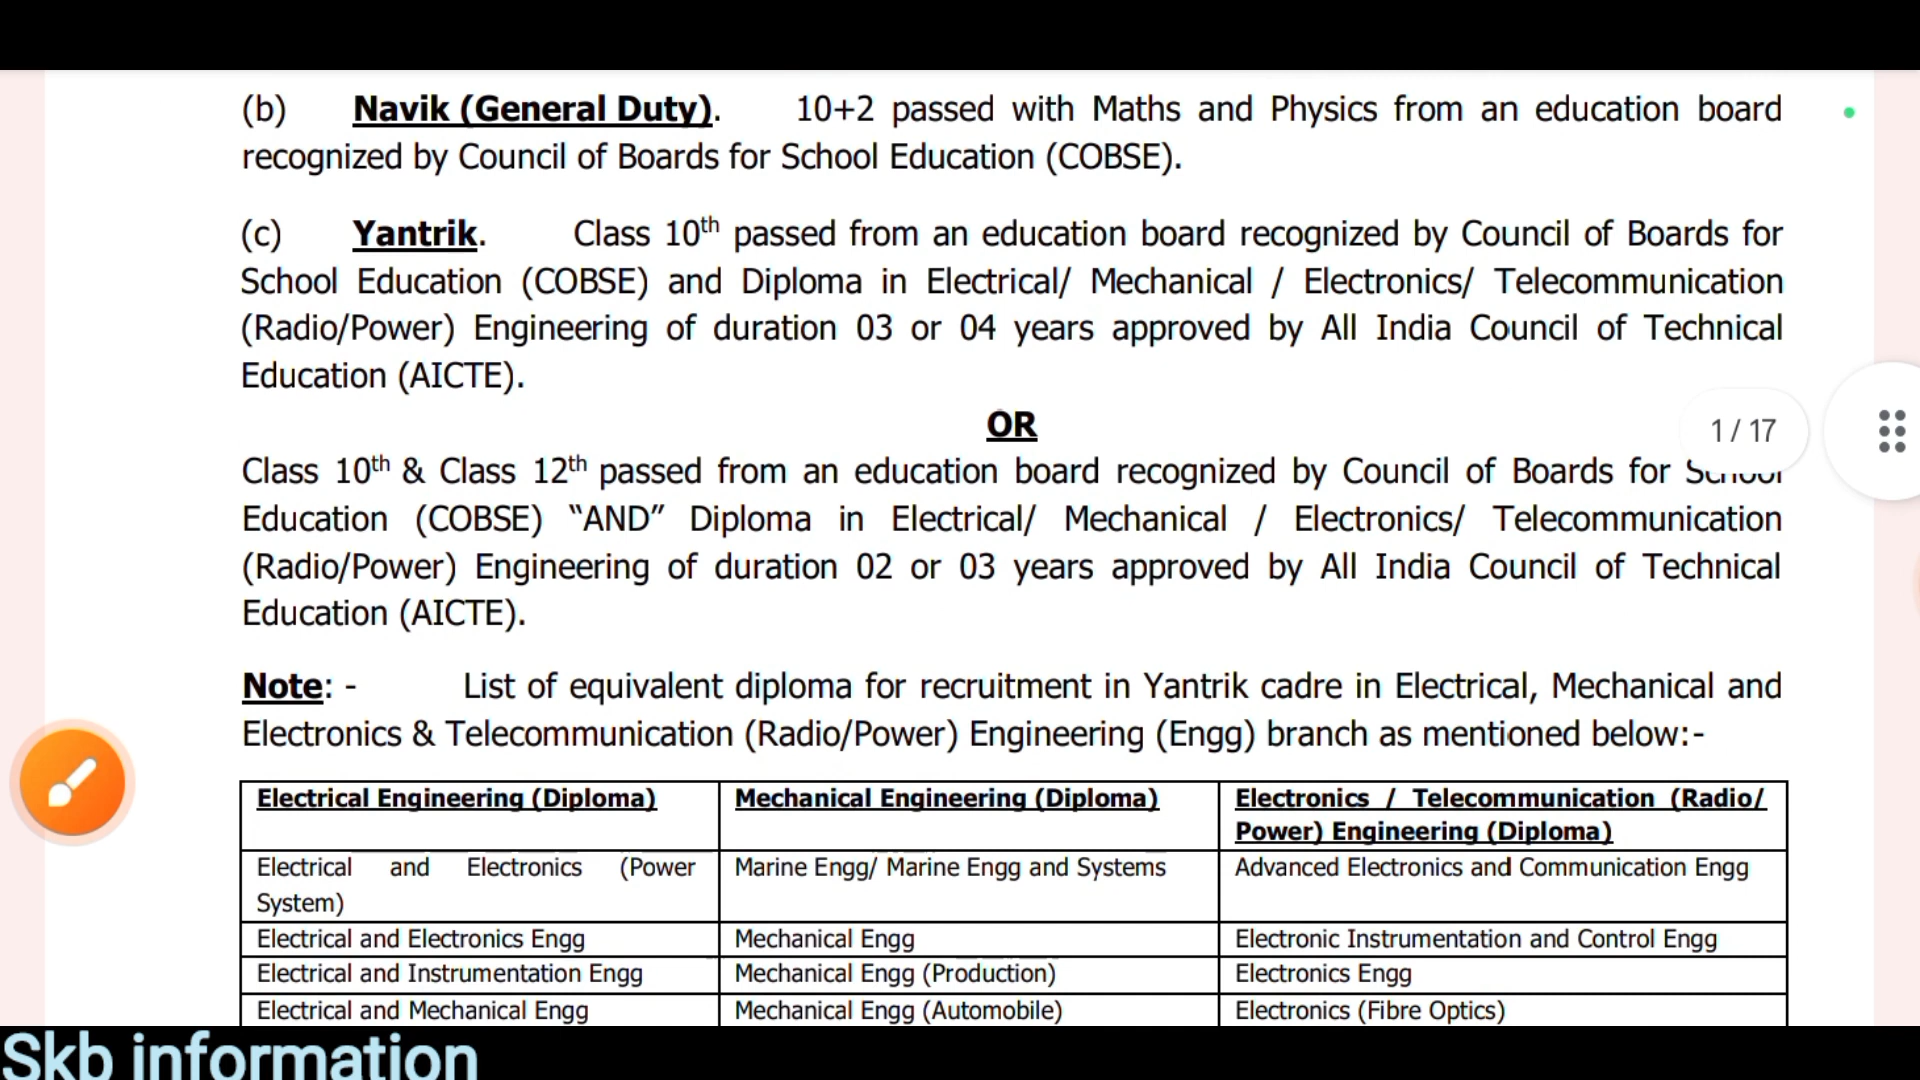 (b) Navik (General Duty). 10+2 passed with Maths and Physics from an education board
recognized by Council of Boards for School Education (COBSE).
(c) Yantrik. Class 10th passed from an education board recognized by Council of Boards for
School Education (COBSE) and Diploma in Electrical/ Mechanical / Electronics/ Telecommunication
(Radio/Power) Engineering of duration 03 or 04 years approved by All India Council of Technical
Education (AICTE).
OR
1 / 17
Class 10th & Class 12th passed from an education board recognized by Council of Boards for School
Education (COBSE) “AND” Diploma in Electrical/ Mechanical / Electronics/ Telecommunication
(Radio/Power) Engineering of duration 02 or 03 years approved by All India Council of Technical
Education (AICTE).
Note: - List of equivalent diploma for recruitment in Yantrik cadre in Electrical, Mechanical and
Electronics & Telecommunication (Radio/Power) Engineering (Engg) branch as mentioned below:-
Electrical Engineering (Diploma) Mechanical Engineering (Diploma) Electronics / Telecommunication (Radio/
Power) Engineering (Diploma)
Electrical and Electronics (Power Marine Engg/ Marine Engg and Systems Advanced Electronics and Communication Engg
System)
Electrical and Electronics Engg Mechanical Engg Electronic Instrumentation and Control Engg
Electrical and Instrumentation Engg Mechanical Engg (Production) Electronics Engg
Electrical and Mechanical Engg Mechanical Engg (Automobile) Electronics (Fibre Optics)
Skb information